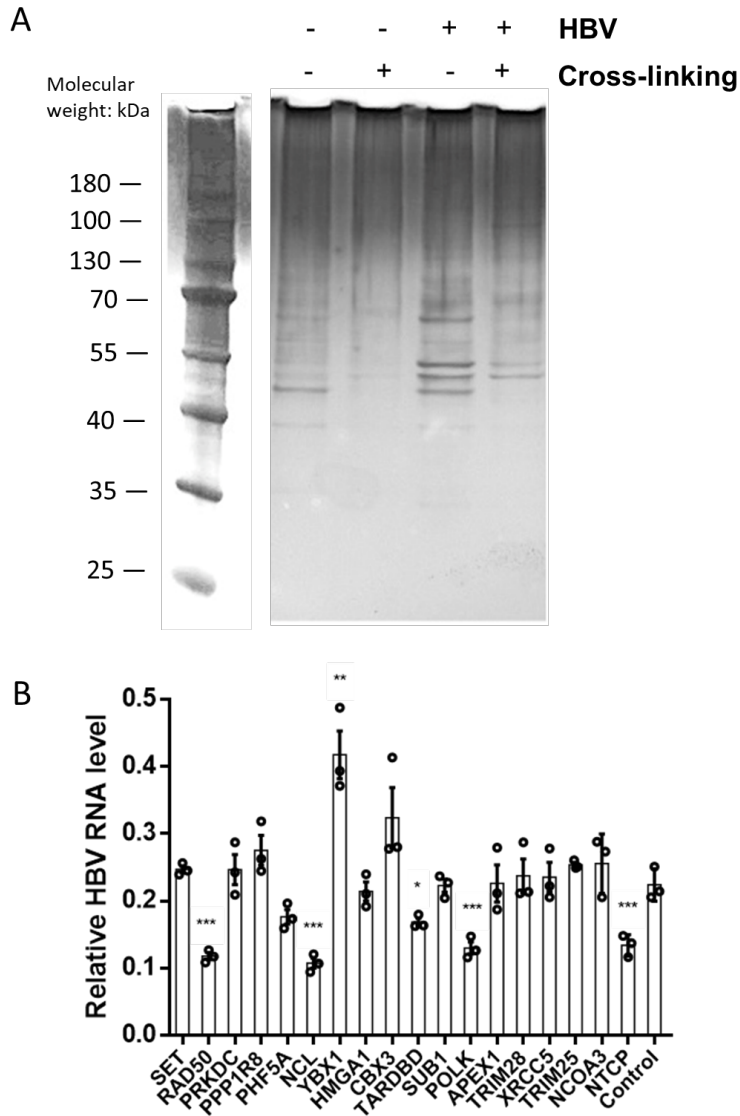 A
- - + + HBV
- + - + Cross-linking
Molecular
weight: kDa
180
100
130
70
55
40
35
25
B
Relative HBV RNA level
0.5
0.4
0.3
0.2
0.1
0.0
***
***
**
*
***
***
SET
RAD50
PRKDC
PPP1R8
PHF5A
NCL
YBX1
HMGA1
CBX3
TARDBD
SUB1
POLK
APEX1
TRIM28
XRCC5
TRIM25
NCOA3
NTCP
Control